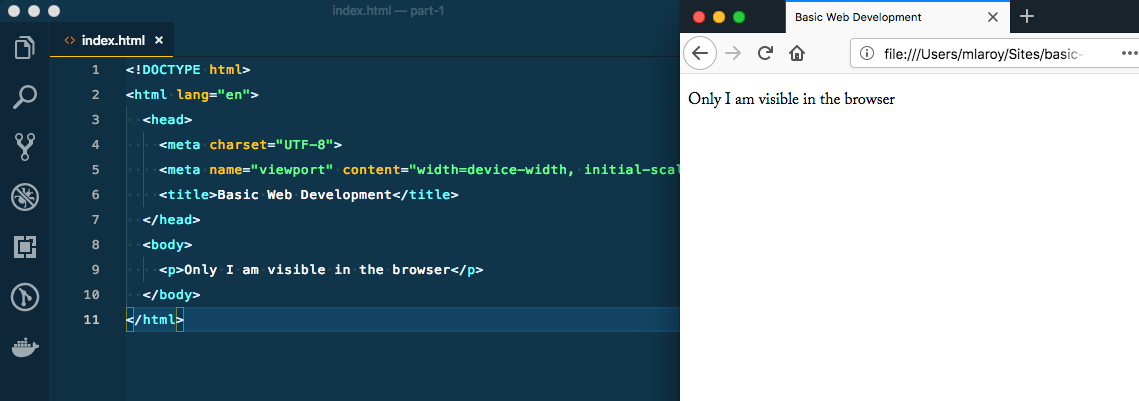 index.html — part-1
<> index.html ×
1 <!DOCTYPE html>
2 <html lang="en">
3 <head>
4 <meta charset="UTF-8">
5 <meta name="viewport" content="width=device-width, initial-scal
6 <title>Basic Web Development</title>
7 </head>
8 <body>
9 <p>Only I am visible in the browser</p>
10 </body>
11 </html>
Basic Web Development
file:///Users/mlaroy/Sites/basic-
Only I am visible in the browser